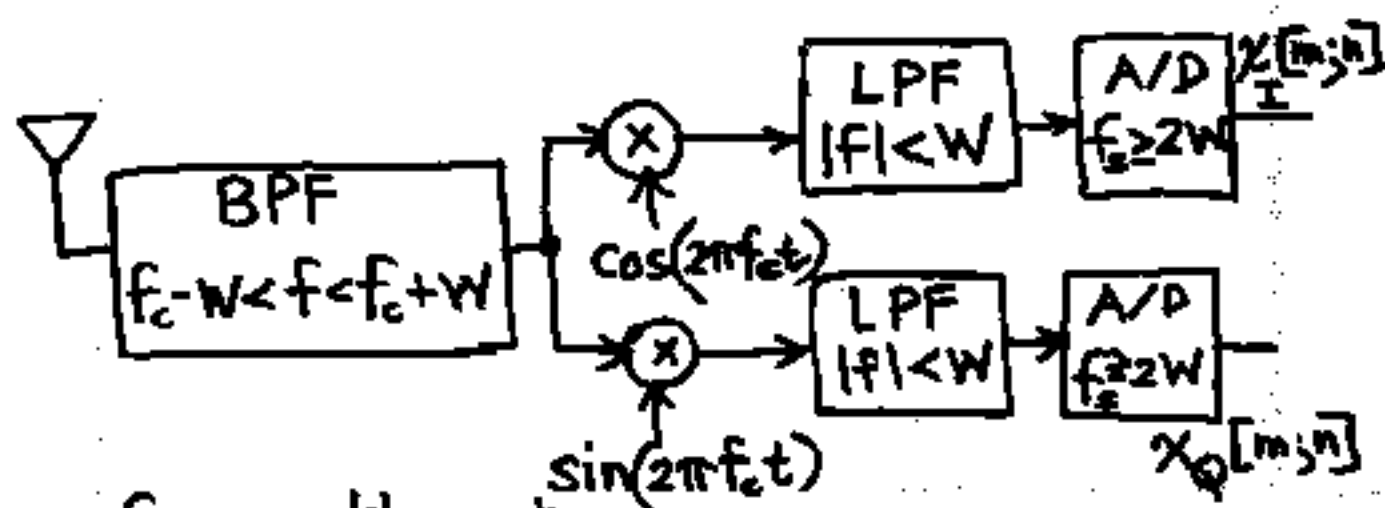 BPF
f_c-W<f<f_c+W
×
cos(2πf_ct)
LPF
|f|<W
A/D
f_s≥2W
x_I[m;n]
×
sin(2πf_ct)
LPF
|f|<W
A/D
f_s≥2W
x_Q[m;n]